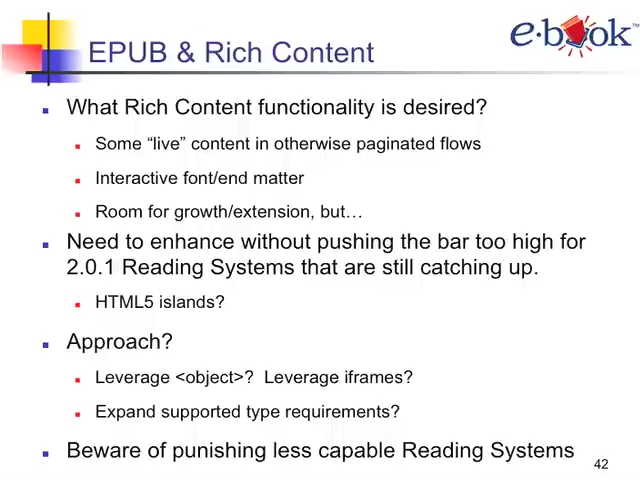 e·book™
EPUB & Rich Content
What Rich Content functionality is desired?
Some “live” content in otherwise paginated flows
Interactive font/end matter
Room for growth/extension, but…
Need to enhance without pushing the bar too high for
2.0.1 Reading Systems that are still catching up.
HTML5 islands?
Approach?
Leverage <object>?  Leverage iframes?
Expand supported type requirements?
Beware of punishing less capable Reading Systems
42